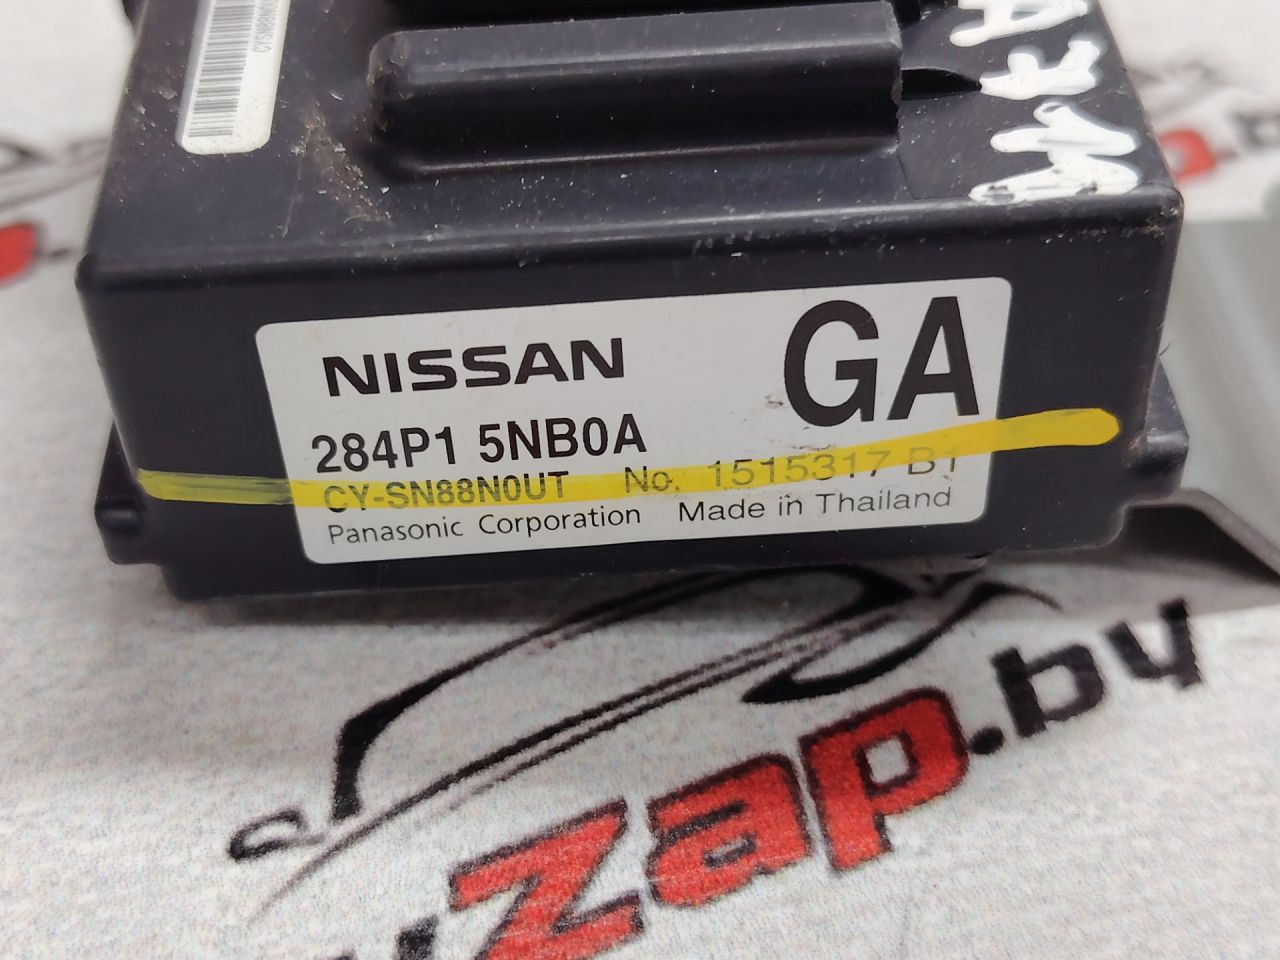 NISSAN
GA
284P1 5NB0A
CY-SN88N0UT No. 1515317 B1
Panasonic Corporation Made in Thailand
zap.by